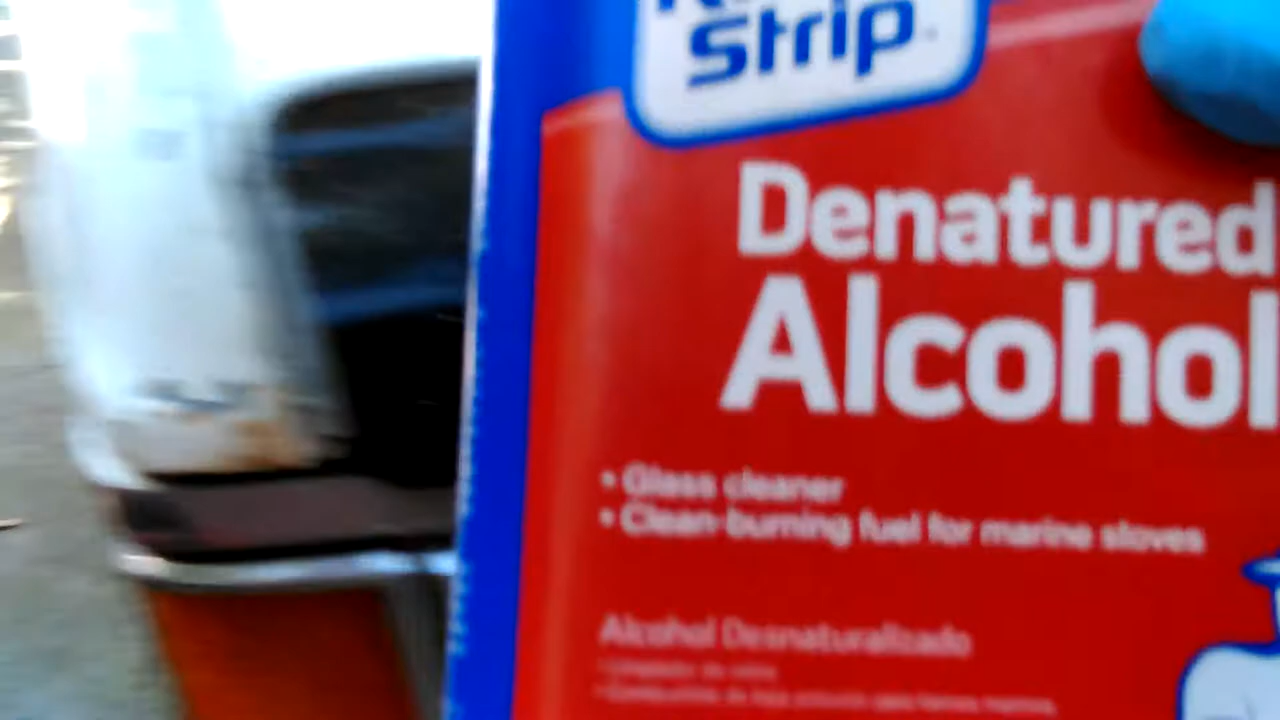 Strip
Denatured
Alcohol
• Glass cleaner
• Clean-burning fuel for marine stoves
Alcohol Desnaturalizado